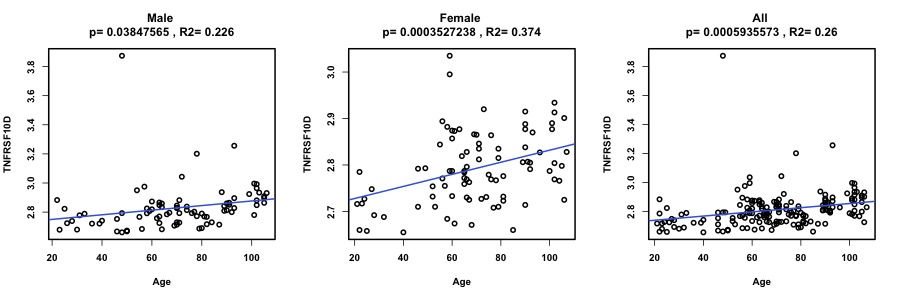 Male
p= 0.03847565 , R2= 0.226
TNFRSF10D
3.8
3.6
3.4
3.2
3.0
2.8
20 40 60 80 100
Age
Female
p= 0.0003527238 , R2= 0.374
TNFRSF10D
3.0
2.9
2.8
2.7
20 40 60 80 100
Age
All
p= 0.0005935573 , R2= 0.26
TNFRSF10D
3.8
3.6
3.4
3.2
3.0
2.8
20 40 60 80 100
Age